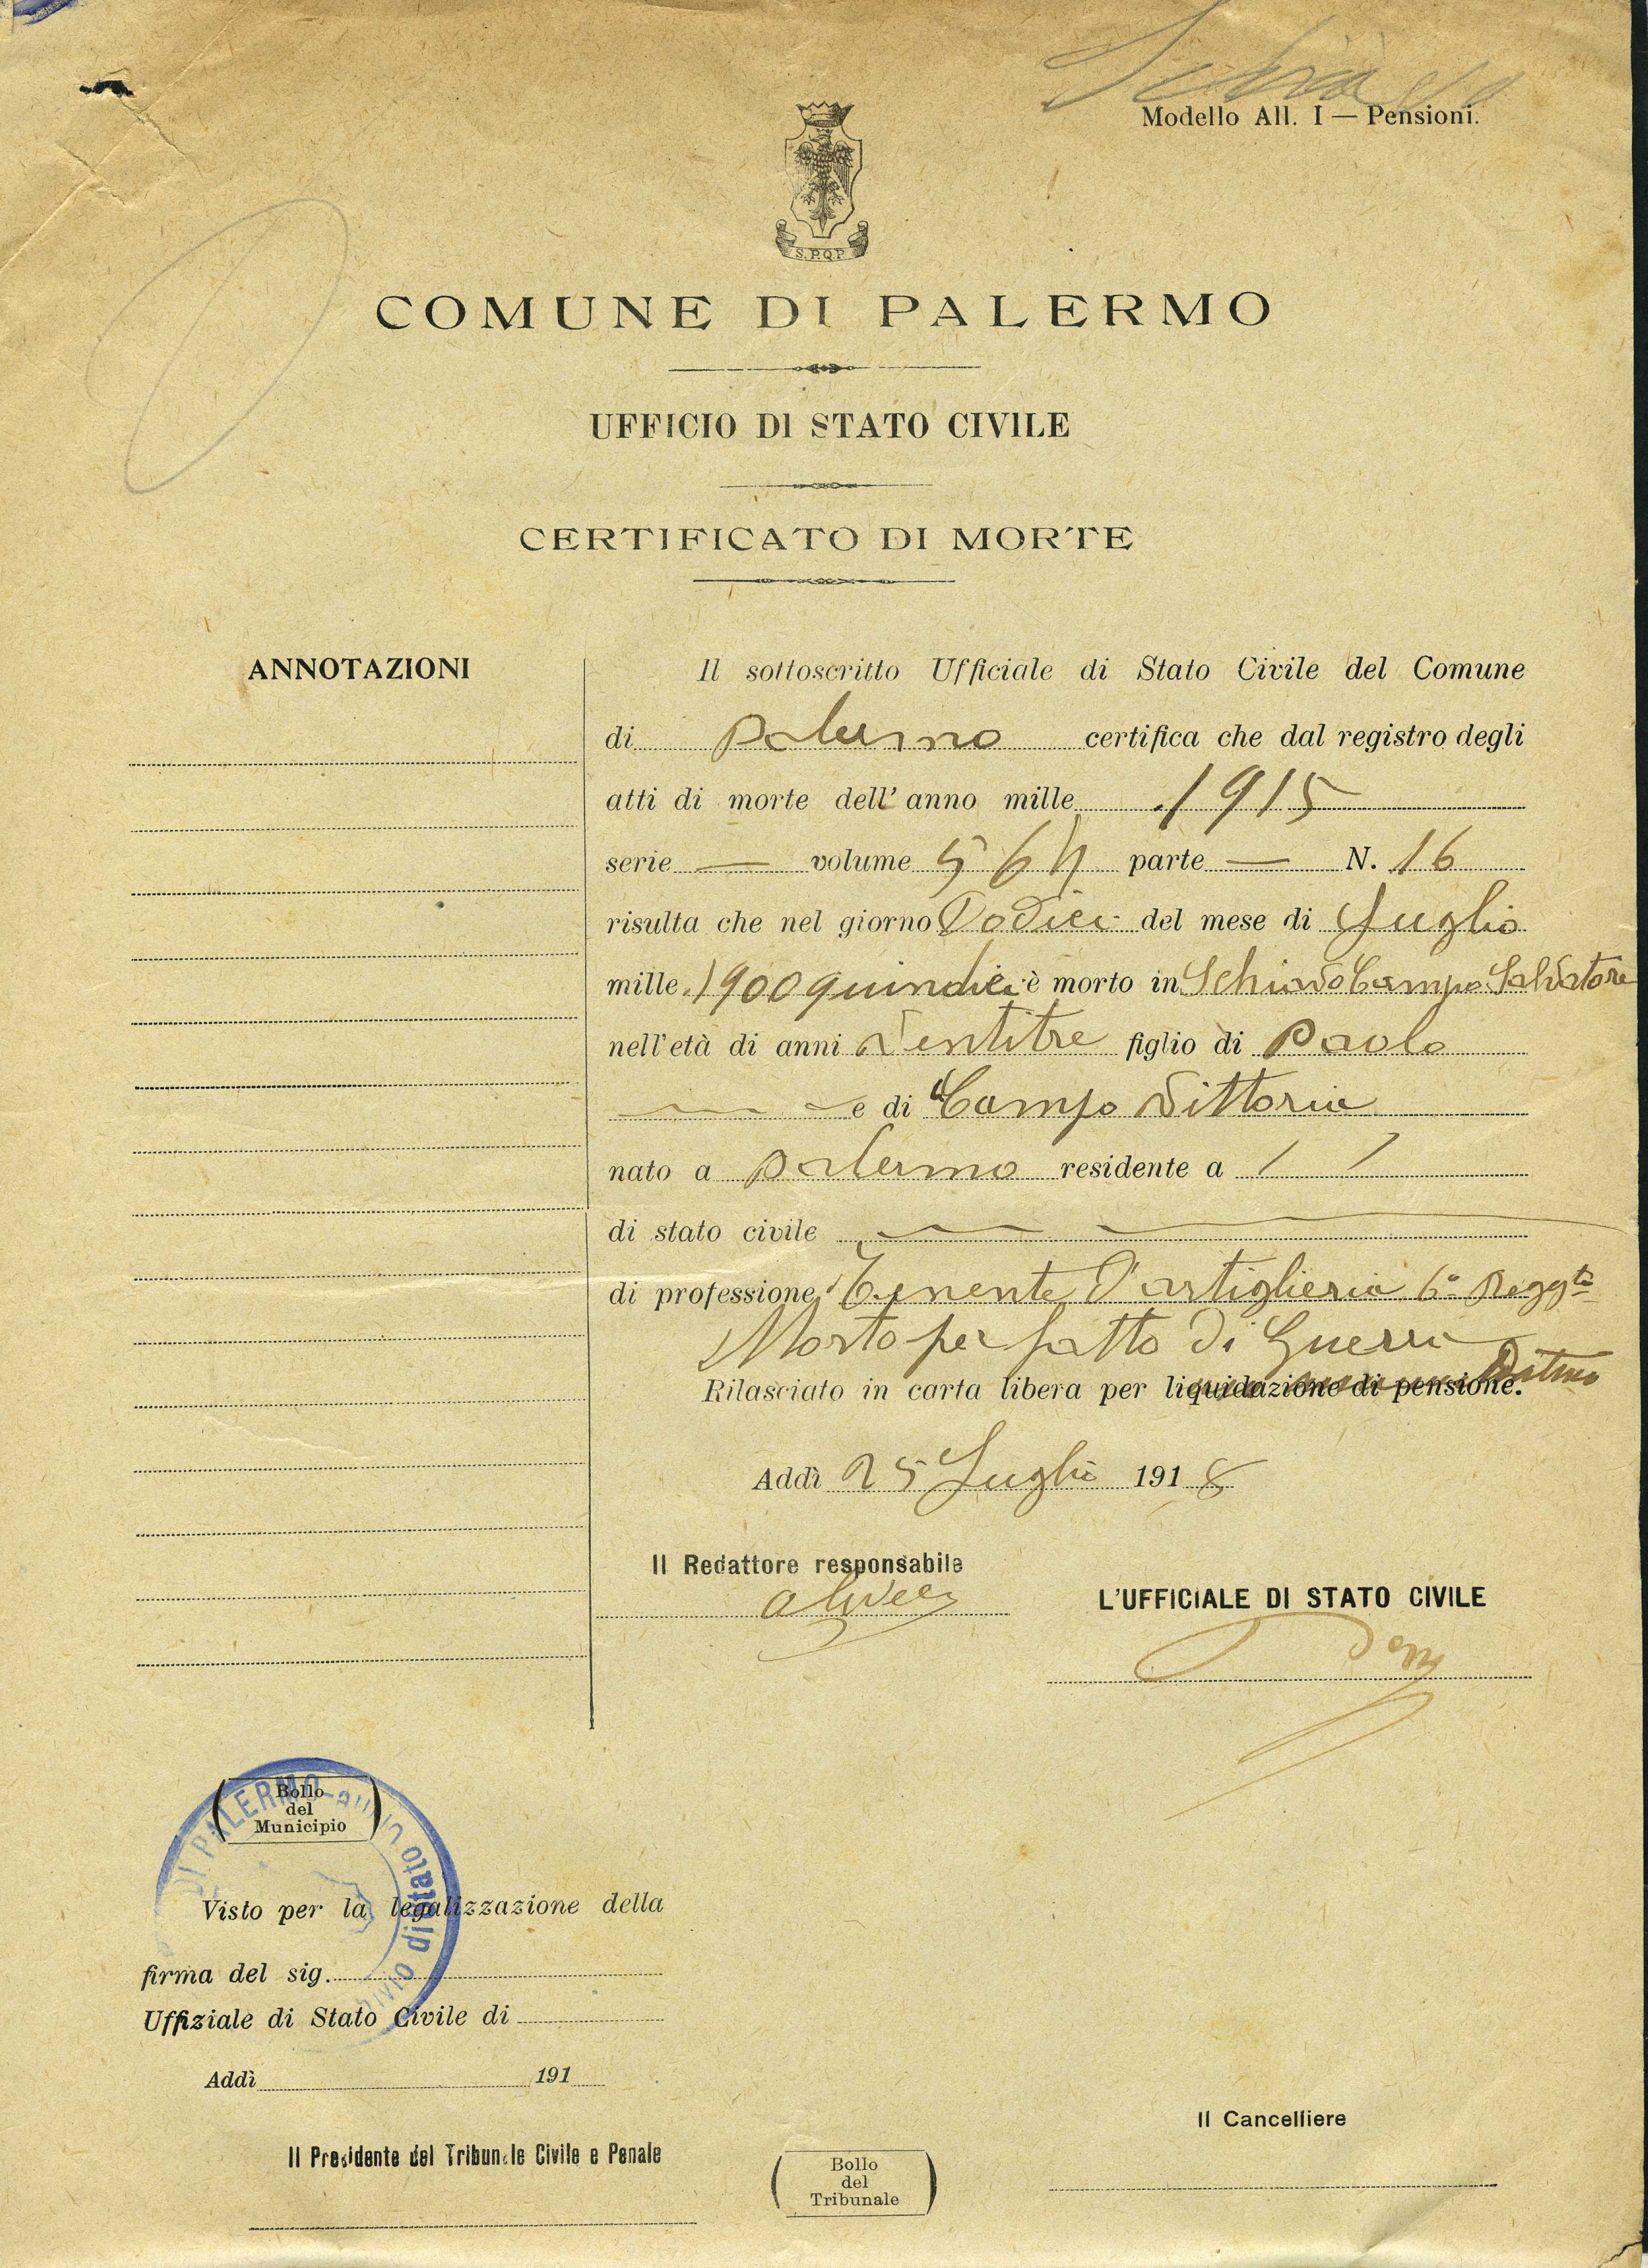 Modello All. I — Pensioni.
S.P.Q.P.
COMUNE DI PALERMO
UFFICIO DI STATO CIVILE
CERTIFICATO DI MORTE
ANNOTAZIONI
Il sottoscritto Ufficiale di Stato Civile del Comune
di Palermo certifica che dal registro degli
atti di morte dell'anno mille 1915
serie — volume 564 parte — N. 16
risulta che nel giorno Dodici del mese di Luglio
mille 1900quindici è morto in Schiavo Campo Salvatore
nell'età di anni Ventitre figlio di Paolo
e di Campo Vittoria
nato a Palermo residente a
di stato civile
di professione Tenente d'artiglieria 6° Reggto
Morto per fatto di Guerra
Rilasciato in carta libera per liquidazione di pensione.
Addì 25 Luglio 1918
Il Redattore responsabile
L'UFFICIALE DI STATO CIVILE
Bollo
del
Municipio
DI PALERMO
di Stato
Visto per la legalizzazione della
firma del sig.
Uffiziale di Stato Civile di
Addì 191
Il Cancelliere
Il Presidente del Tribunale Civile e Penale
Bollo
del
Tribunale